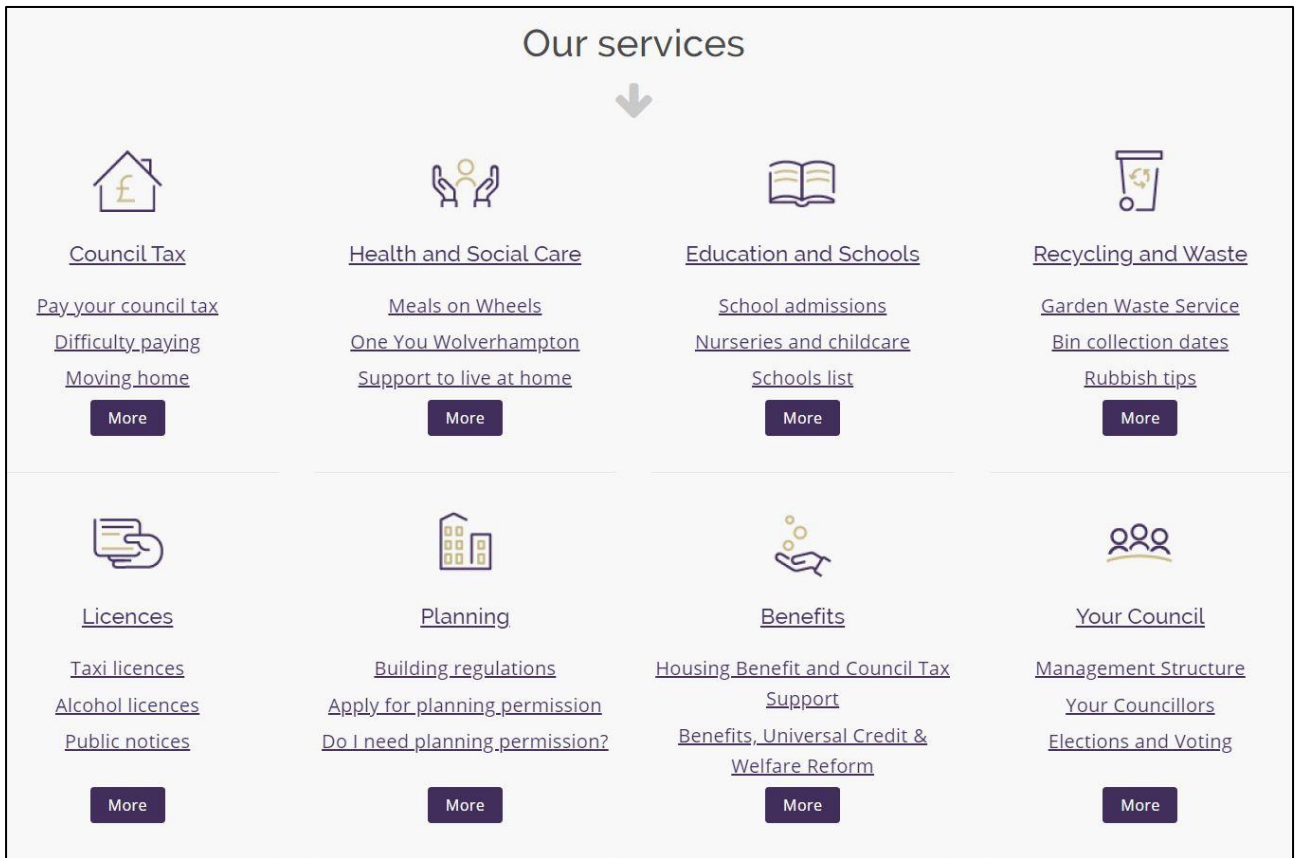 Our services
£
Council Tax
Pay your council tax
Difficulty paying
Moving home
More
Health and Social Care
Meals on Wheels
One You Wolverhampton
Support to live at home
More
Education and Schools
School admissions
Nurseries and childcare
Schools list
More
Recycling and Waste
Garden Waste Service
Bin collection dates
Rubbish tips
More
Licences
Taxi licences
Alcohol licences
Public notices
More
Planning
Building regulations
Apply for planning permission
Do I need planning permission?
More
Benefits
Housing Benefit and Council Tax
Support
Benefits, Universal Credit &
Welfare Reform
More
Your Council
Management Structure
Your Councillors
Elections and Voting
More